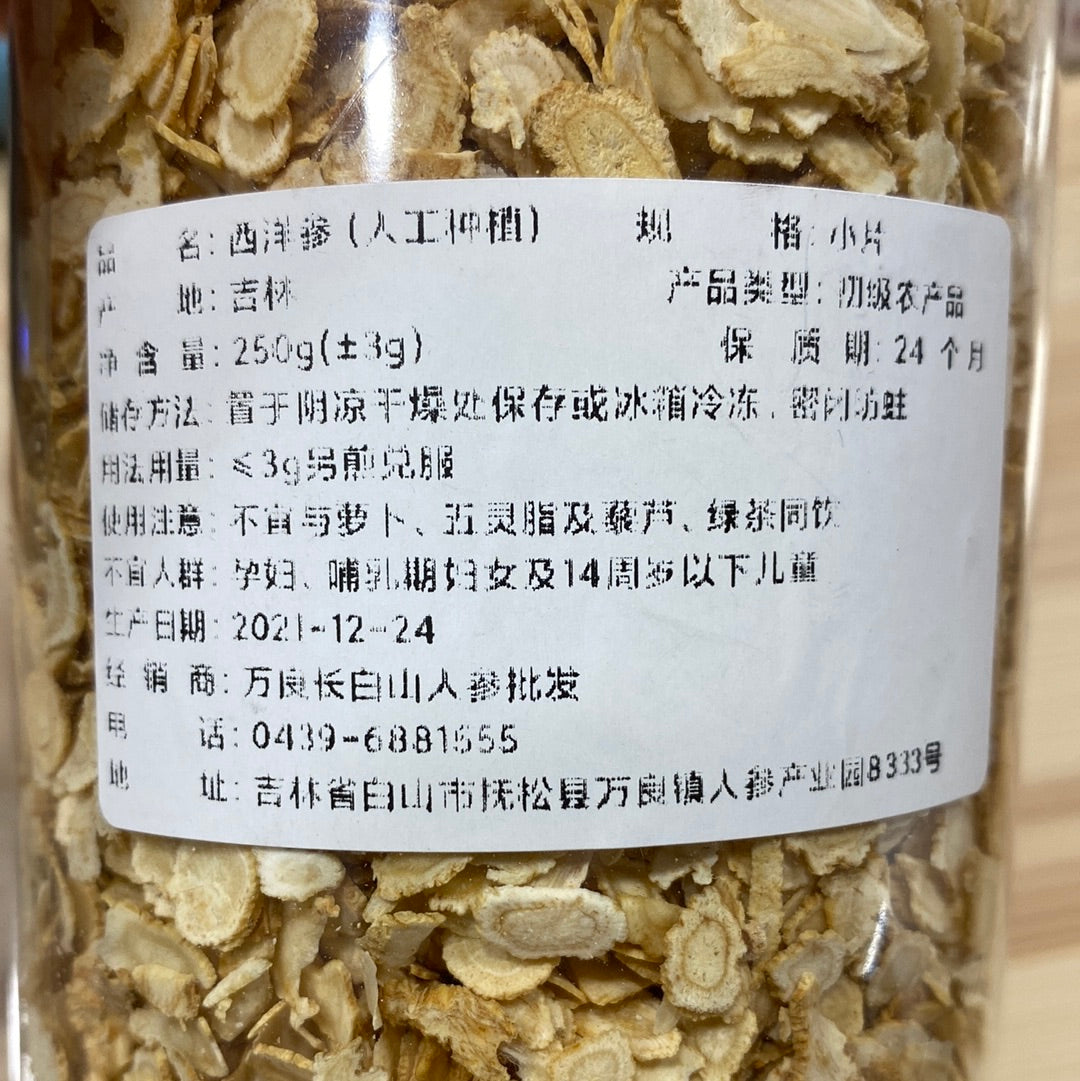 品 名: 西洋参(人工种植) 规 格: 小片
产 地: 吉林 产品类型: 初级农产品
净 含 量: 250g(±3g) 保 质 期: 24 个月
储存方法: 置于阴凉干燥处保存或冰箱冷冻、密闭防蛀
用法用量: ≤3g另煎兑服
使用注意: 不宜与萝卜、五灵脂及藜芦、绿茶同饮
不宜人群: 孕妇、哺乳期妇女及14周岁以下儿童
生产日期: 2021-12-24
经 销 商: 万良长白山人参批发
电 话: 0439-6881555
地 址: 吉林省白山市抚松县万良镇人参产业园8333号